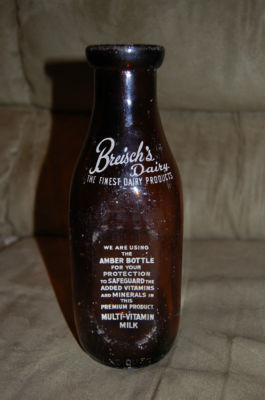 Breisch's
Dairy
THE FINEST DAIRY PRODUCTS
WE ARE USING
THE
AMBER BOTTLE
FOR YOUR
PROTECTION
TO SAFEGUARD THE
ADDED VITAMINS
AND MINERALS IN
THIS
PREMIUM PRODUCT.
MULTI-VITAMIN
MILK